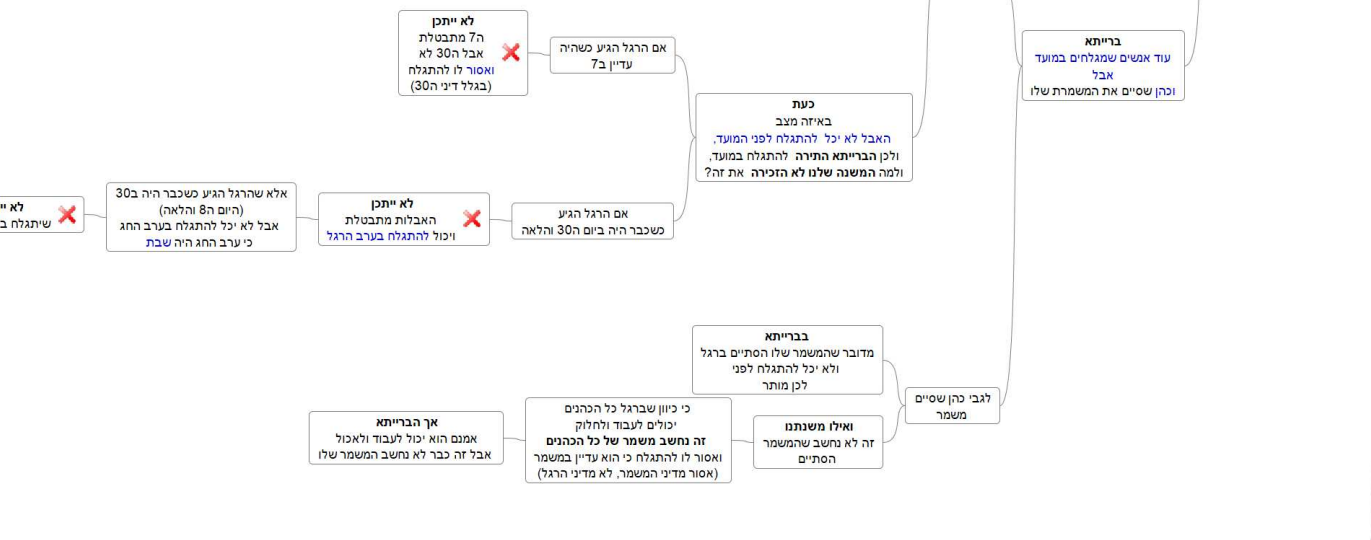 ברייתא
עוד אנשים שמגלחים במועד
אבל
וכהן שסיים את המשמרת שלו
כעת
באיזה מצב
האבל לא יכל להתגלח לפני המועד,
ולכן הברייתא התירה להתגלח במועד,
ולמה המשנה שלנו לא הזכירה את זה?
אם הרגל הגיע כשהיה
עדיין ב7
לא ייתכן
ה7 מתבטלת
אבל ה30 לא
ואסור לו להתגלח
(בגלל דיני ה30)
אם הרגל הגיע
כשכבר היה ביום ה30 והלאה
לא ייתכן
האבלות מתבטלת
ויכול להתגלח בערב הרגל
אלא שהרגל הגיע כשכבר היה ב30
(היום ה8 והלאה)
אבל לא יכל להתגלח בערב החג
כי ערב החג היה שבת
לא יי
שיתגלח ב
לגבי כהן שסיים
משמר
בברייתא
מדובר שהמשמר שלו הסתיים ברגל
ולא יכל להתגלח לפני
לכן מותר
ואילו משנתנו
זה לא נחשב שהמשמר
הסתיים
כי כיוון שברגל כל הכהנים
יכולים לעבוד ולחלוק
זה נחשב משמר של כל הכהנים
ואסור לו להתגלח כי הוא עדיין במשמר
(אסור מדיני המשמר, לא מדיני הרגל)
אך הברייתא
אמנם הוא יכול לעבוד ולאכול
אבל זה כבר לא נחשב המשמר שלו